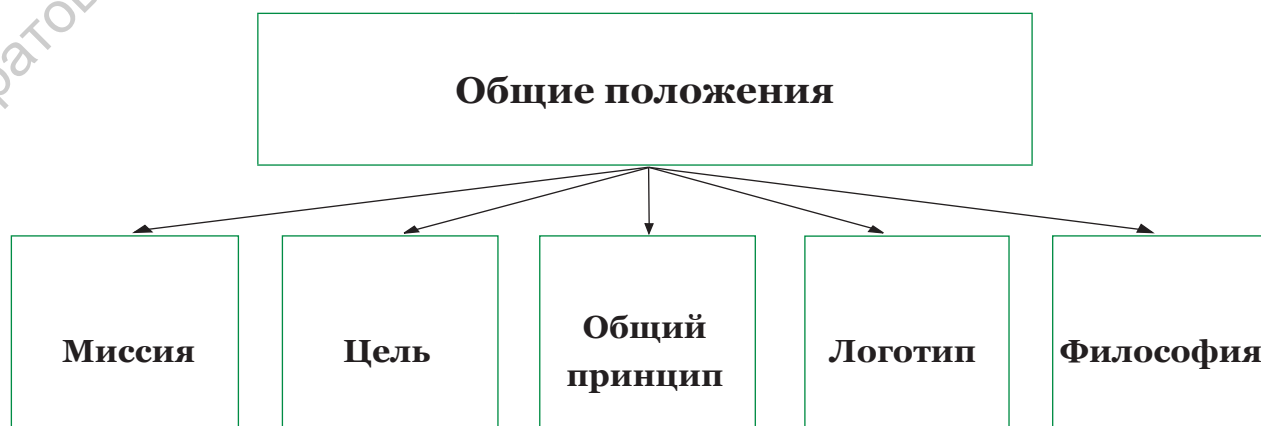 Общие положения
Миссия
Цель
Общий
принцип
Логотип
Философия